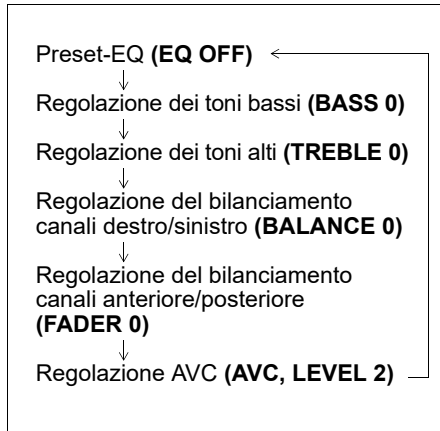 Preset-EQ (EQ OFF)
Regolazione dei toni bassi (BASS 0)
Regolazione dei toni alti (TREBLE 0)
Regolazione del bilanciamento
canali destro/sinistro (BALANCE 0)
Regolazione del bilanciamento
canali anteriore/posteriore
(FADER 0)
Regolazione AVC (AVC, LEVEL 2)